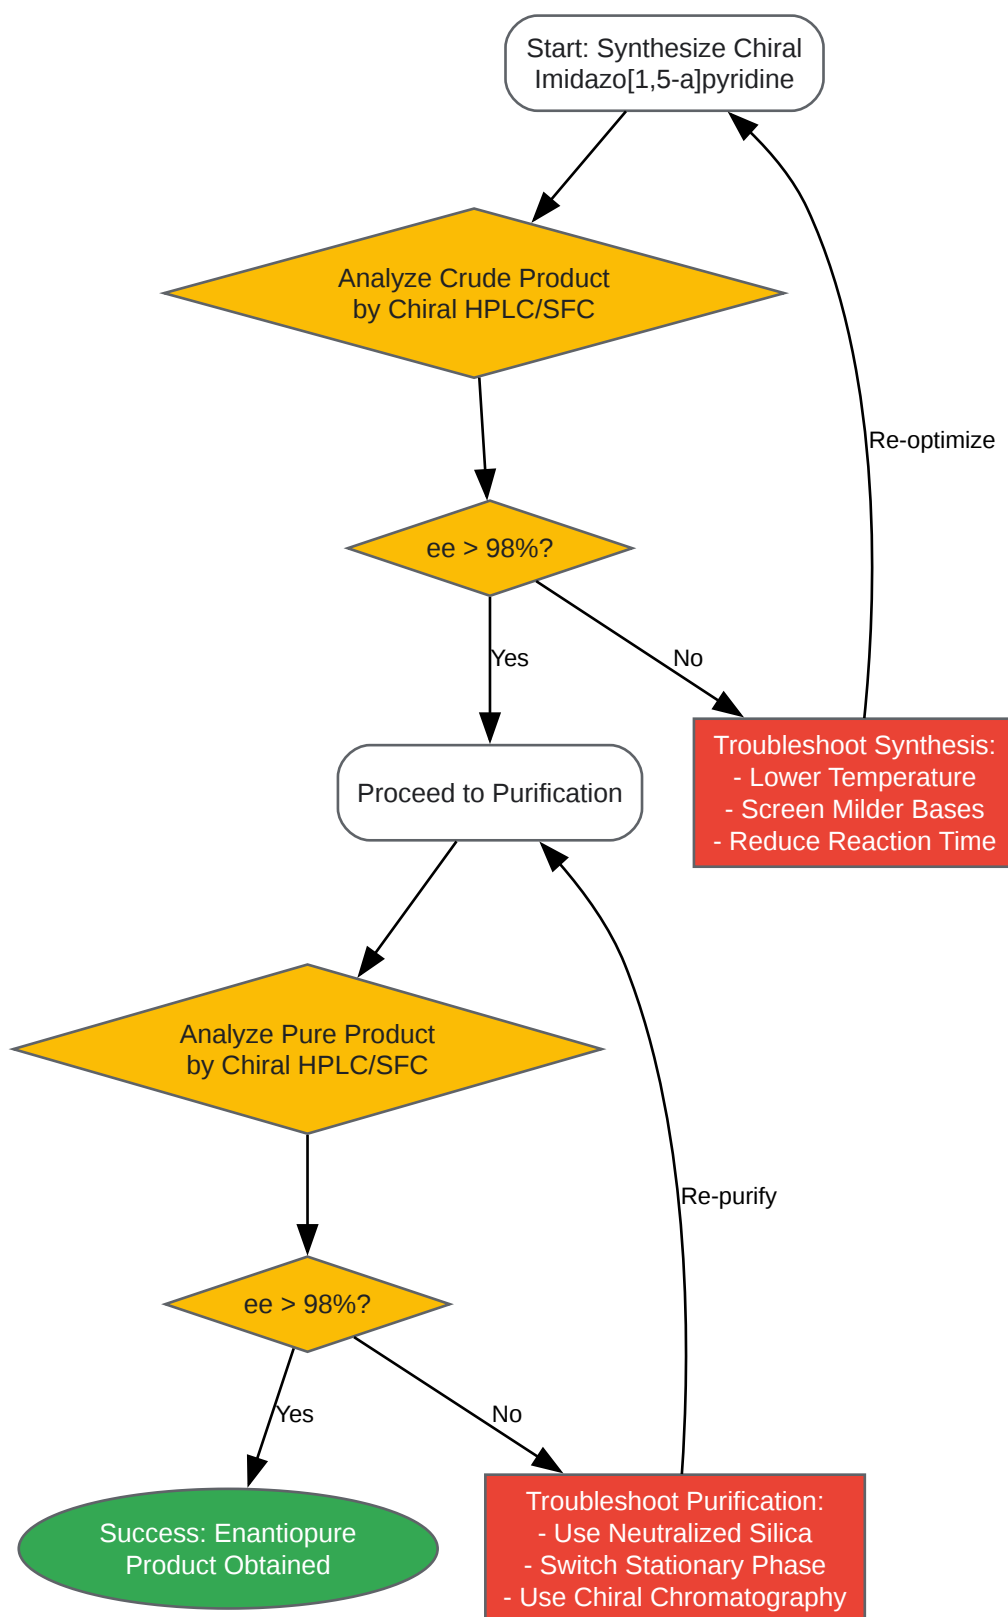 Start: Synthesize Chiral
Imidazo[1,5-a]pyridine
Analyze Crude Product
by Chiral HPLC/SFC
Re-optimize
ee > 98%?
Yes
No
Troubleshoot Synthesis:
- Lower Temperature
- Screen Milder Bases
- Reduce Reaction Time
Proceed to Purification
Analyze Pure Product
by Chiral HPLC/SFC
Re-purify
ee > 98%?
Yes
No
Success: Enantiopure
Product Obtained
Troubleshoot Purification:
- Use Neutralized Silica
- Switch Stationary Phase
- Use Chiral Chromatography